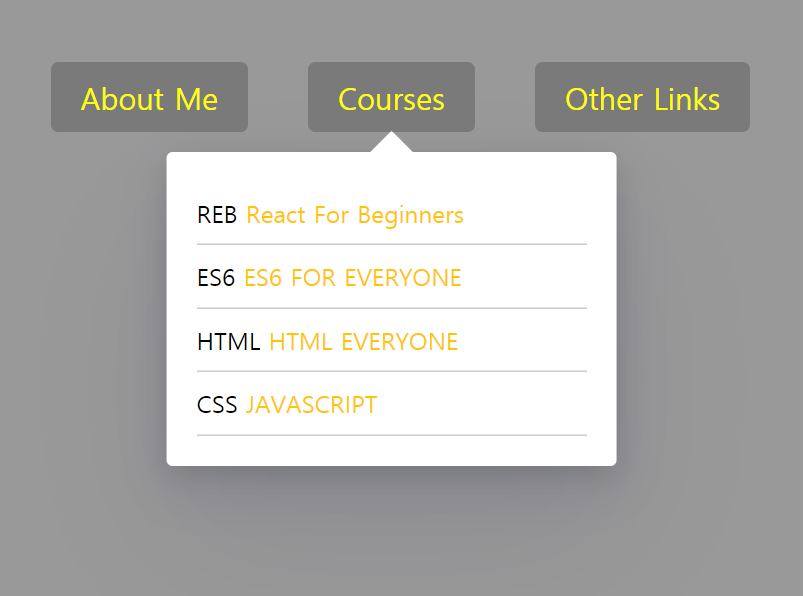 About Me Courses Other Links
REB React For Beginners
ES6 ES6 FOR EVERYONE
HTML HTML EVERYONE
CSS JAVASCRIPT